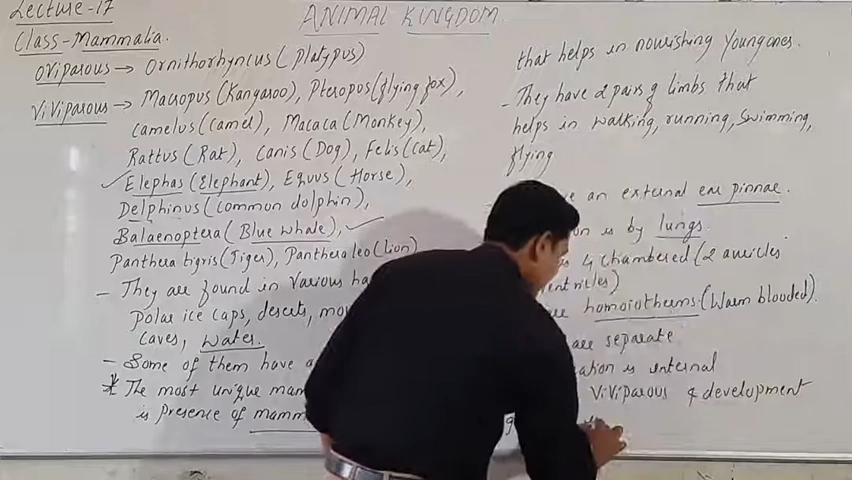 Lecture-17
ANIMAL KINGDOM
Class-Mammalia.
Oviparous → Ornithorhyncus (Platypus)
Viviparous → Macropus (Kangaroo), Pteropus (flying fox),
Camelus (Camel), Macaca (Monkey),
Rattus (Rat), Canis (Dog), Felis (Cat),
Elephas (Elephant), Equus (Horse),
Delphinus (common dolphin),
Balaenoptera (Blue whale),
Panthera tigris (Tiger), Panthera leo (Lion)
- They are found in various ha
Polar ice caps, deserts, mou
caves, water.
- Some of them have a
* The most unique mam
is presence of mamm
that helps in nourishing Youngones.
- They have 2 pairs of limbs that
helps in walking, running, swimming,
flying
an external ear pinnae.
on is by lungs.
4 chambered (2 auricles
entricles)
homoiotherms (Warm blooded).
are separate
ation is internal
Viviparous & development